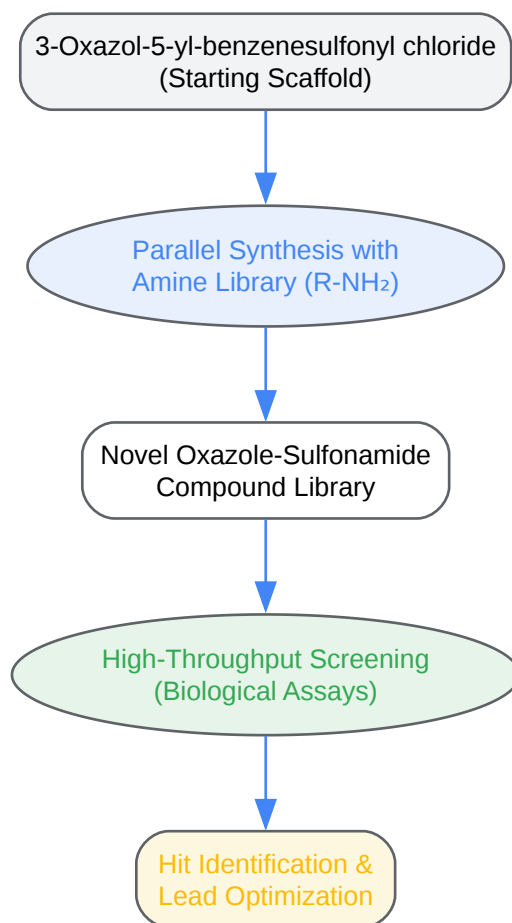 3-Oxazol-5-yl-benzenesulfonyl chloride
(Starting Scaffold)
Parallel Synthesis with
Amine Library (R-NH₂)
Novel Oxazole-Sulfonamide
Compound Library
High-Throughput Screening
(Biological Assays)
Hit Identification &
Lead Optimization